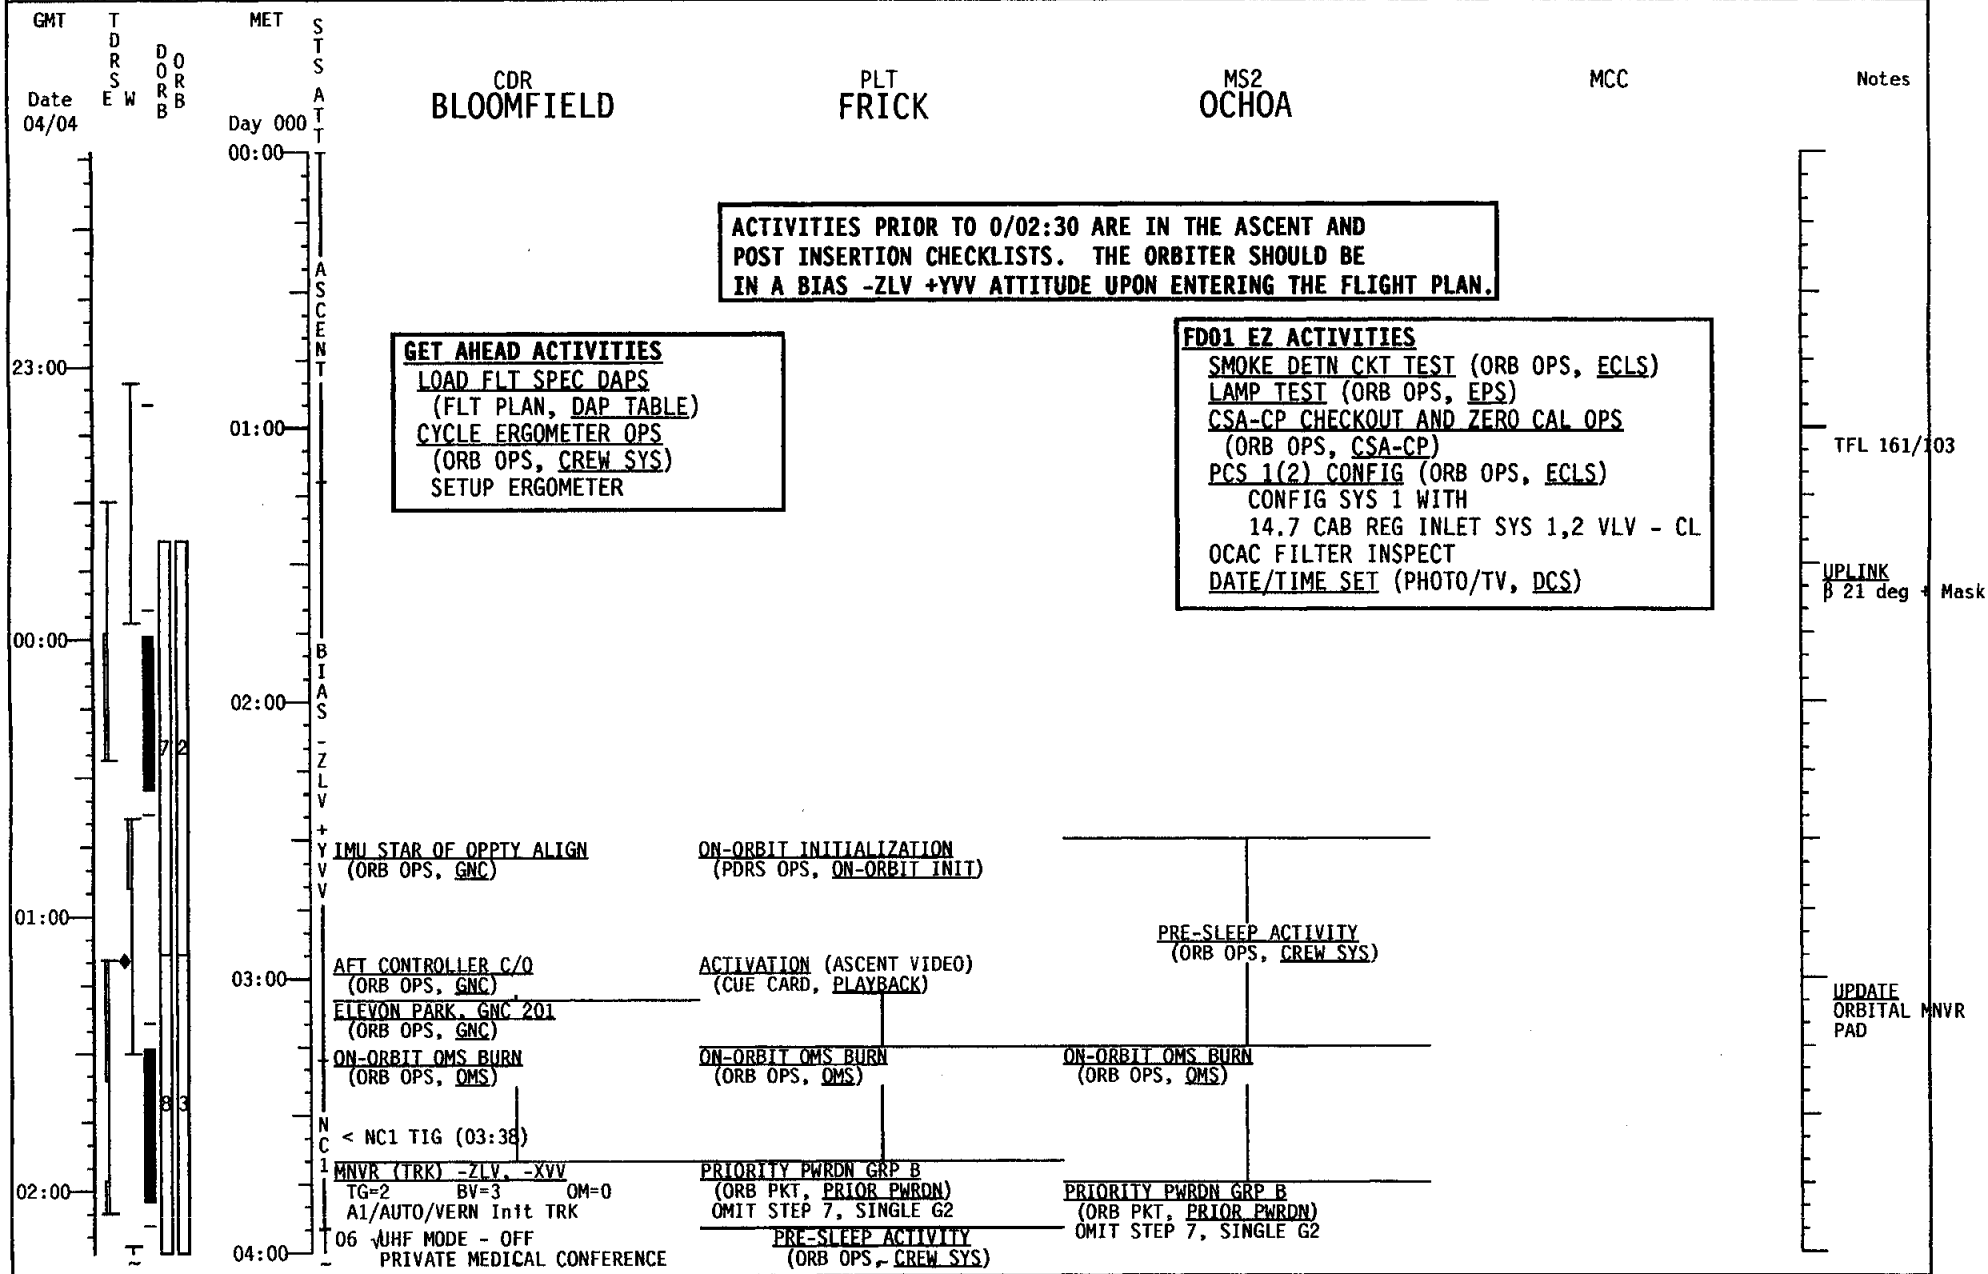 GMT
TDRS
E W
DORB
ORB
MET
STS ATT
Date
04/04
Day 000
CDR
BLOOMFIELD
PLT
FRICK
MS2
OCHOA
MCC
Notes
00:00
ACTIVITIES PRIOR TO 0/02:30 ARE IN THE ASCENT AND
POST INSERTION CHECKLISTS. THE ORBITER SHOULD BE
IN A BIAS -ZLV +YVV ATTITUDE UPON ENTERING THE FLIGHT PLAN.
ASCENT
GET AHEAD ACTIVITIES
LOAD FLT SPEC DAPS
(FLT PLAN, DAP TABLE)
CYCLE ERGOMETER OPS
(ORB OPS, CREW SYS)
SETUP ERGOMETER
FD01 EZ ACTIVITIES
SMOKE DETN CKT TEST (ORB OPS, ECLS)
LAMP TEST (ORB OPS, EPS)
CSA-CP CHECKOUT AND ZERO CAL OPS
(ORB OPS, CSA-CP)
PCS 1(2) CONFIG (ORB OPS, ECLS)
CONFIG SYS 1 WITH
14.7 CAB REG INLET SYS 1,2 VLV - CL
OCAC FILTER INSPECT
DATE/TIME SET (PHOTO/TV, DCS)
23:00
01:00
TFL 161/103
UPLINK
β 21 deg + Mask
00:00
BIAS -ZLV +YVV
02:00
7 2
IMU STAR OF OPPTY ALIGN
(ORB OPS, GNC)
ON-ORBIT INITIALIZATION
(PDRS OPS, ON-ORBIT INIT)
01:00
PRE-SLEEP ACTIVITY
(ORB OPS, CREW SYS)
03:00
AFT CONTROLLER C/O
(ORB OPS, GNC)
ACTIVATION (ASCENT VIDEO)
(CUE CARD, PLAYBACK)
ELEVON PARK, GNC 201
(ORB OPS, GNC)
UPDATE
ORBITAL MNVR
PAD
ON-ORBIT OMS BURN
(ORB OPS, OMS)
ON-ORBIT OMS BURN
(ORB OPS, OMS)
ON-ORBIT OMS BURN
(ORB OPS, OMS)
8 3
NC1
< NC1 TIG (03:38)
02:00
MNVR (TRK) -ZLV, -XVV
TG=2 BV=3 OM=0
A1/AUTO/VERN Init TRK
PRIORITY PWRDN GRP B
(ORB PKT, PRIOR PWRDN)
OMIT STEP 7, SINGLE G2
PRIORITY PWRDN GRP B
(ORB PKT, PRIOR PWRDN)
OMIT STEP 7, SINGLE G2
04:00
06 √UHF MODE - OFF
PRIVATE MEDICAL CONFERENCE
PRE-SLEEP ACTIVITY
(ORB OPS, CREW SYS)